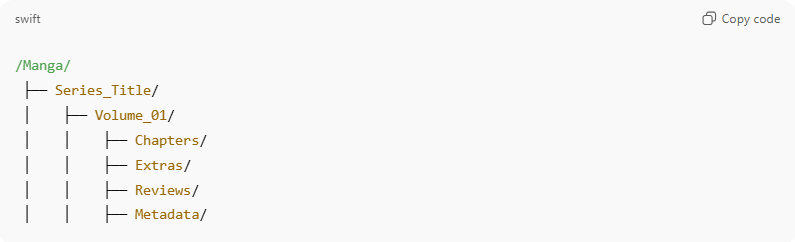 swift
Copy code
/Manga/
├── Series_Title/
│   ├── Volume_01/
│   │   ├── Chapters/
│   │   ├── Extras/
│   │   ├── Reviews/
│   │   ├── Metadata/